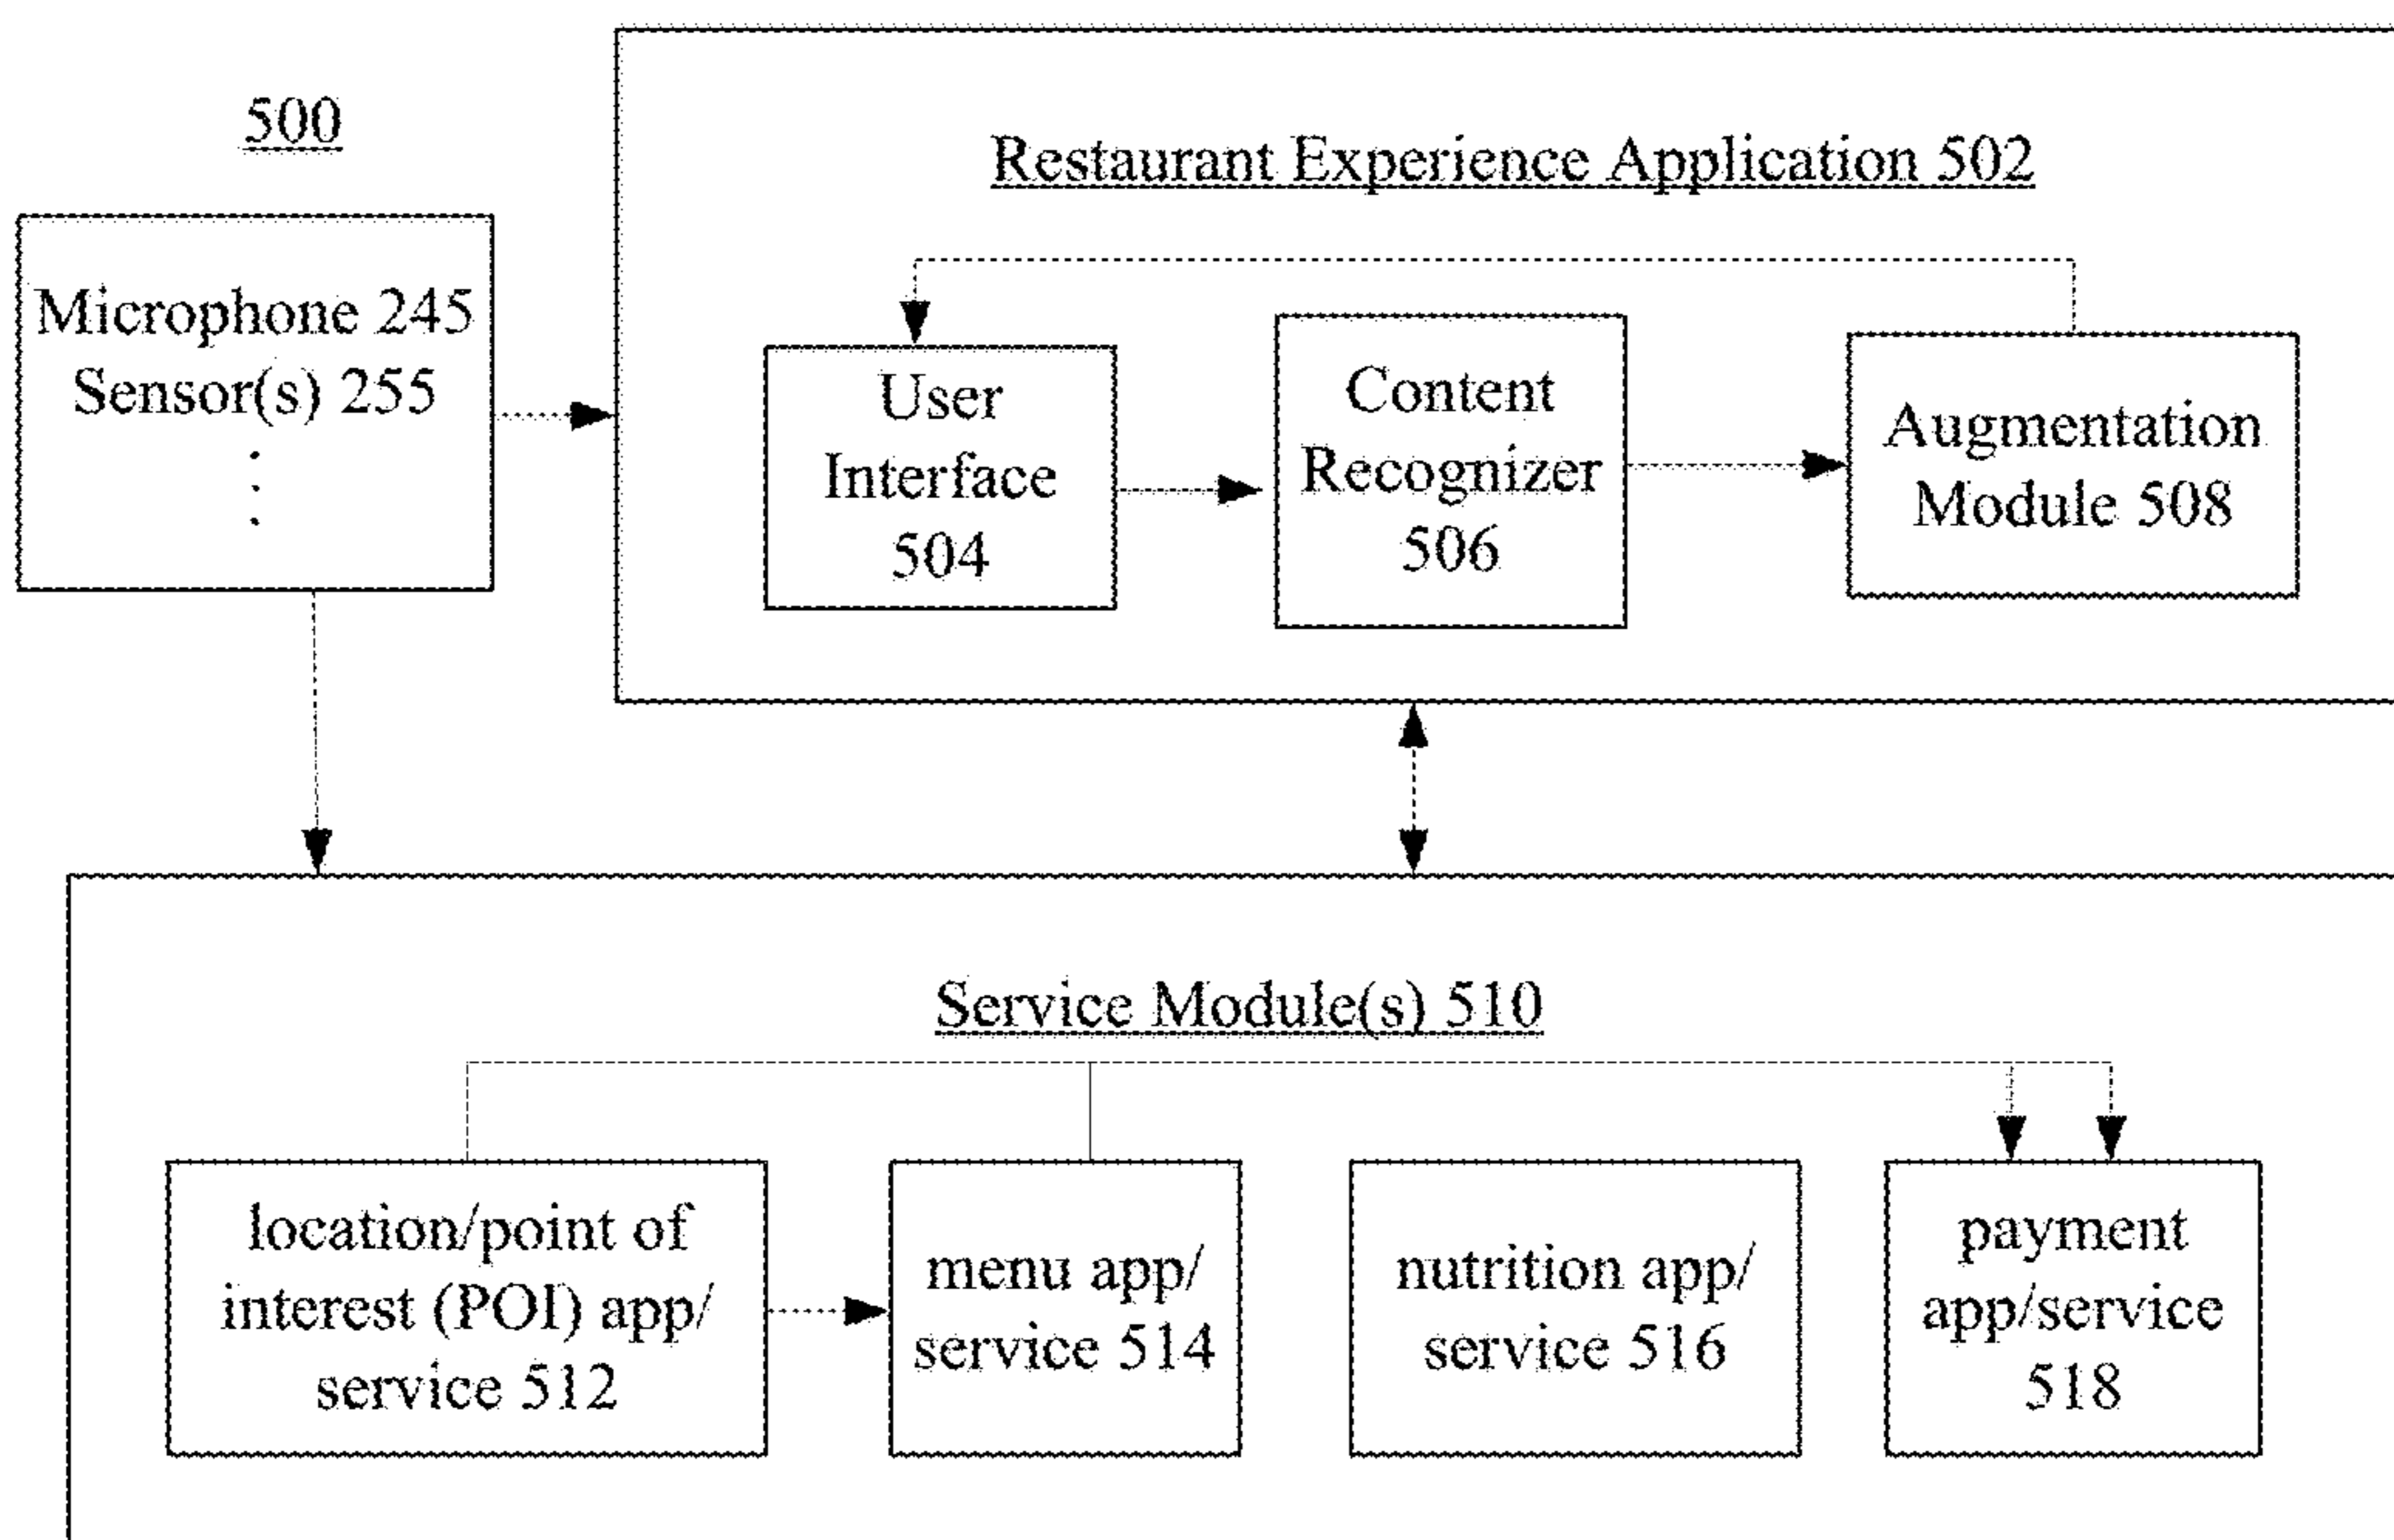 500
Restaurant Experience Application 502
Microphone 245
Sensor(s) 255
User
Interface
504
Content
Recognizer
506
Augmentation
Module 508
Service Module(s) 510
location/point of
interest (POI) app/
service 512
menu app/
service 514
nutrition app/
service 516
payment
app/service
518